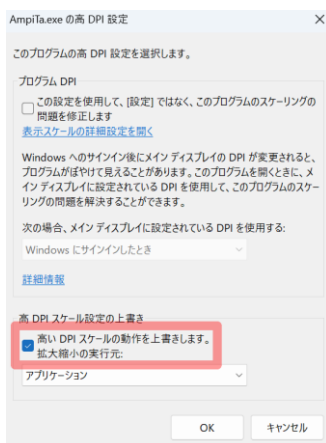 AmpiTa.exe の高 DPI 設定
このプログラムの高 DPI 設定を選択します。
プログラム DPI
この設定を使用して、[設定] ではなく、このプログラムのスケーリングの
問題を修正します
表示スケールの詳細設定を開く
Windows へのサインイン後にメイン ディスプレイの DPI が変更されると、
プログラムがぼやけて見えることがあります。このプログラムを開くときに、メ
イン ディスプレイに設定されている DPI を使用して、このプログラムのスケー
リングの問題を解決することができます。
次の場合、メイン ディスプレイに設定されている DPI を使用する:
Windows にサインインしたとき
詳細情報
高 DPI スケール設定の上書き
高い DPI スケールの動作を上書きします。
拡大縮小の実行元:
アプリケーション
OK
キャンセル